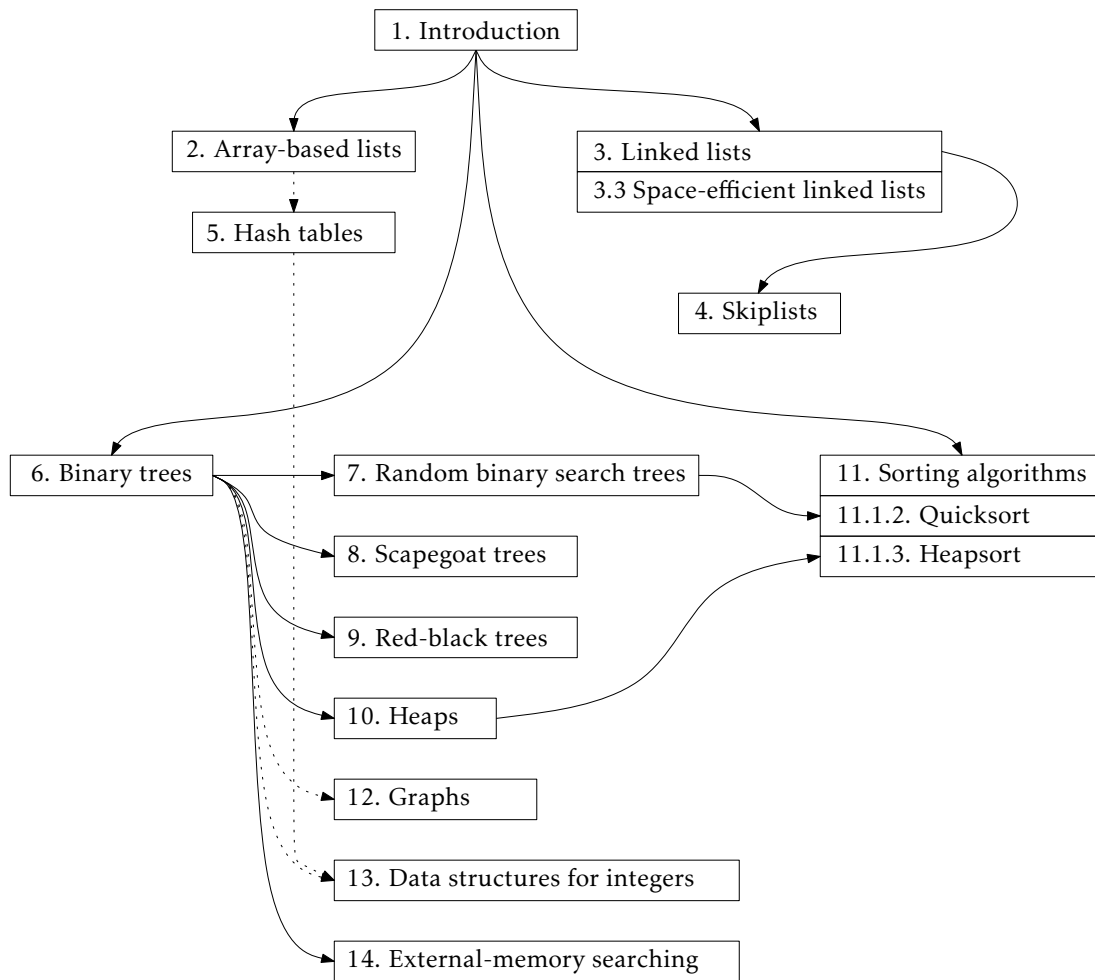 1. Introduction
2. Array-based lists
3. Linked lists
3.3 Space-efficient linked lists
5. Hash tables
4. Skiplists
6. Binary trees
7. Random binary search trees
11. Sorting algorithms
11.1.2. Quicksort
11.1.3. Heapsort
8. Scapegoat trees
9. Red-black trees
10. Heaps
12. Graphs
13. Data structures for integers
14. External-memory searching